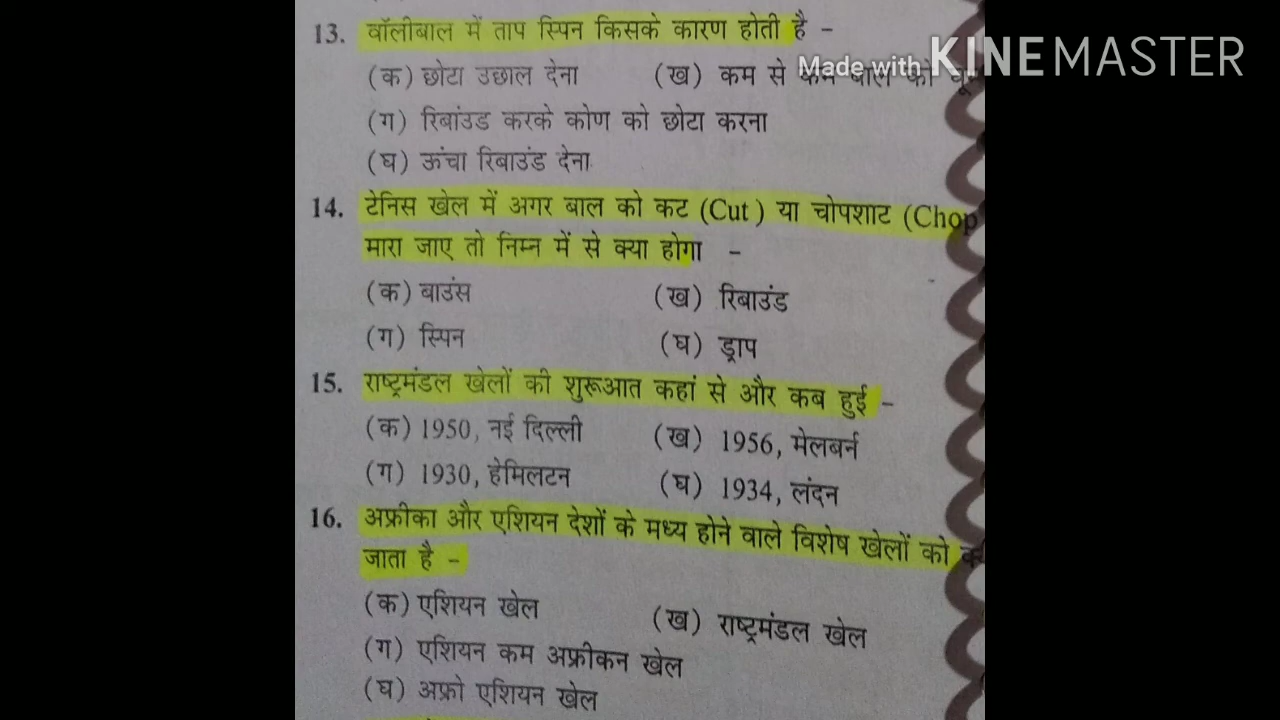 13. बॉलीबाल में ताप स्पिन किसके कारण होती है -
Made with KINEMASTER
(क) छोटा उछाल देना (ख) कम से कम बाल को
(ग) रिबांउड करके कोण को छोटा करना
(घ) ऊंचा रिबाउंड देना
14. टेनिस खेल में अगर बाल को कट (Cut) या चोपशाट (Chop
मारा जाए तो निम्न में से क्या होगा -
(क) बाउंस (ख) रिबाउंड
(ग) स्पिन (घ) ड्राप
15. राष्ट्रमंडल खेलों की शुरूआत कहां से और कब हुई -
(क) 1950, नई दिल्ली (ख) 1956, मेलबर्न
(ग) 1930, हेमिलटन (घ) 1934, लंदन
16. अफ्रीका और एशियन देशों के मध्य होने वाले विशेष खेलों को
जाता है -
(क) एशियन खेल (ख) राष्ट्रमंडल खेल
(ग) एशियन कम अफ्रीकन खेल
(घ) अफ्रो एशियन खेल